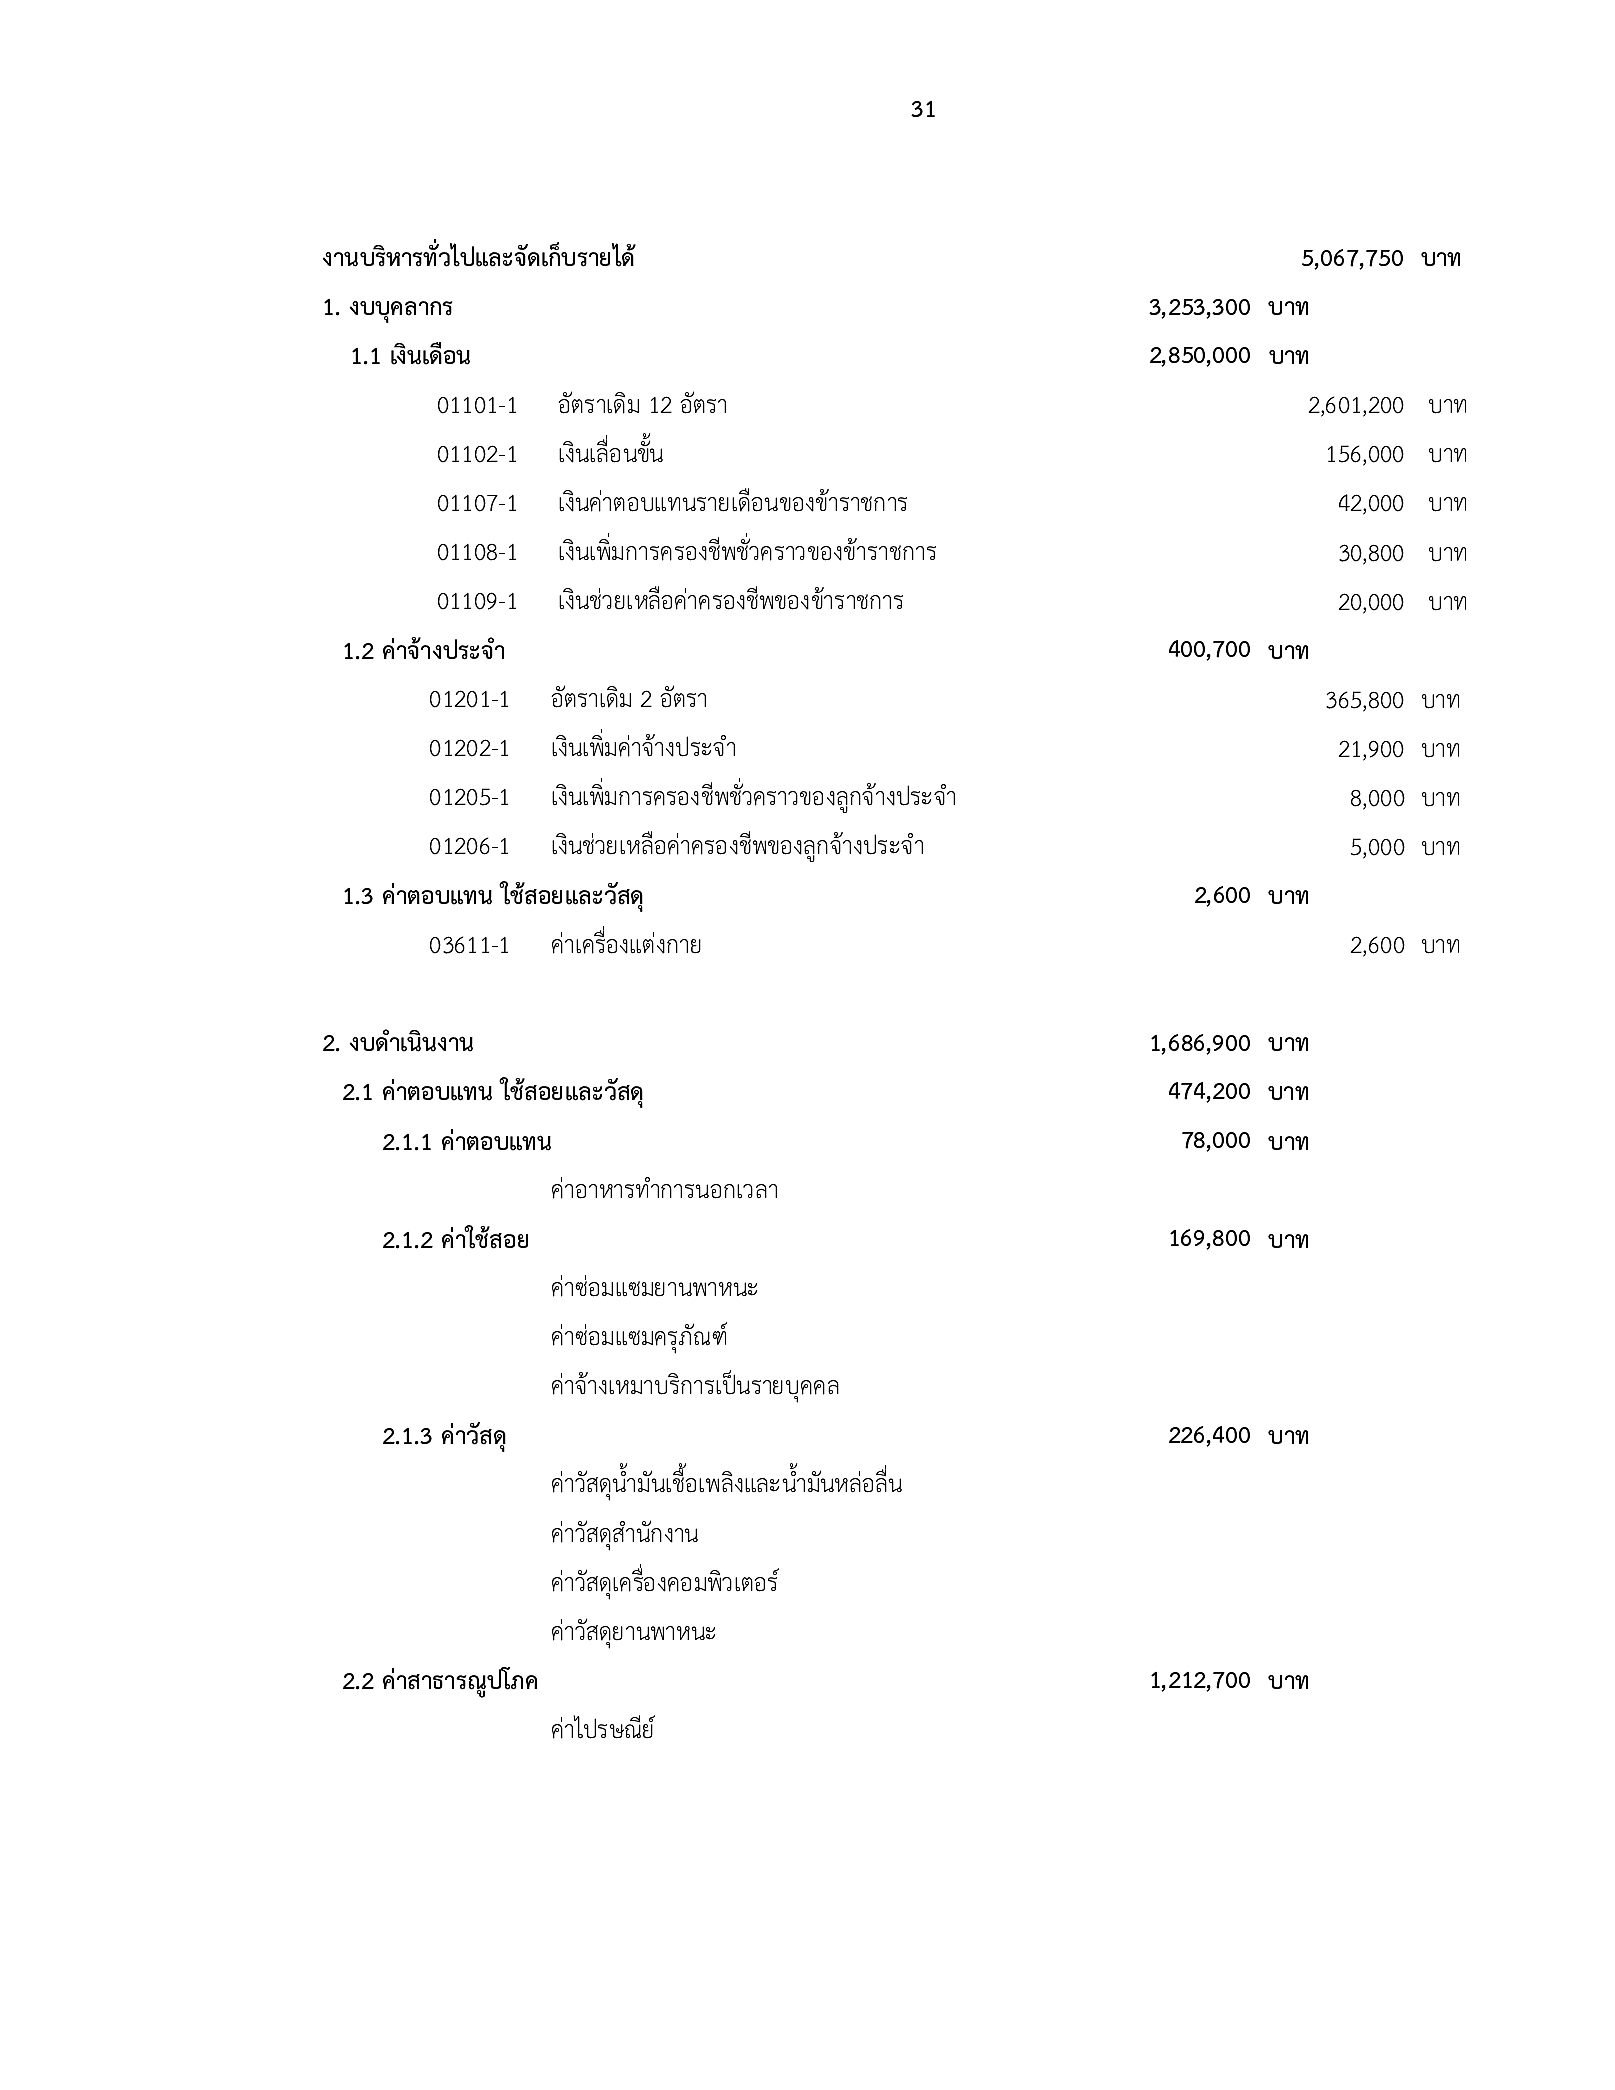 31
งานบริหารทั่วไปและจัดเก็บรายได้ 5,067,750 บาท
1. งบบุคลากร 3,253,300 บาท
1.1 เงินเดือน 2,850,000 บาท
01101-1 อัตราเดิม 12 อัตรา 2,601,200 บาท
01102-1 เงินเลื่อนขั้น 156,000 บาท
01107-1 เงินค่าตอบแทนรายเดือนของข้าราชการ 42,000 บาท
01108-1 เงินเพิ่มการครองชีพชั่วคราวของข้าราชการ 30,800 บาท
01109-1 เงินช่วยเหลือค่าครองชีพของข้าราชการ 20,000 บาท
1.2 ค่าจ้างประจำ 400,700 บาท
01201-1 อัตราเดิม 2 อัตรา 365,800 บาท
01202-1 เงินเพิ่มค่าจ้างประจำ 21,900 บาท
01205-1 เงินเพิ่มการครองชีพชั่วคราวของลูกจ้างประจำ 8,000 บาท
01206-1 เงินช่วยเหลือค่าครองชีพของลูกจ้างประจำ 5,000 บาท
1.3 ค่าตอบแทน ใช้สอยและวัสดุ 2,600 บาท
03611-1 ค่าเครื่องแต่งกาย 2,600 บาท
2. งบดำเนินงาน 1,686,900 บาท
2.1 ค่าตอบแทน ใช้สอยและวัสดุ 474,200 บาท
2.1.1 ค่าตอบแทน 78,000 บาท
ค่าอาหารทำการนอกเวลา
2.1.2 ค่าใช้สอย 169,800 บาท
ค่าซ่อมแซมยานพาหนะ
ค่าซ่อมแซมครุภัณฑ์
ค่าจ้างเหมาบริการเป็นรายบุคคล
2.1.3 ค่าวัสดุ 226,400 บาท
ค่าวัสดุน้ำมันเชื้อเพลิงและน้ำมันหล่อลื่น
ค่าวัสดุสำนักงาน
ค่าวัสดุเครื่องคอมพิวเตอร์
ค่าวัสดุยานพาหนะ
2.2 ค่าสาธารณูปโภค 1,212,700 บาท
ค่าไปรษณีย์